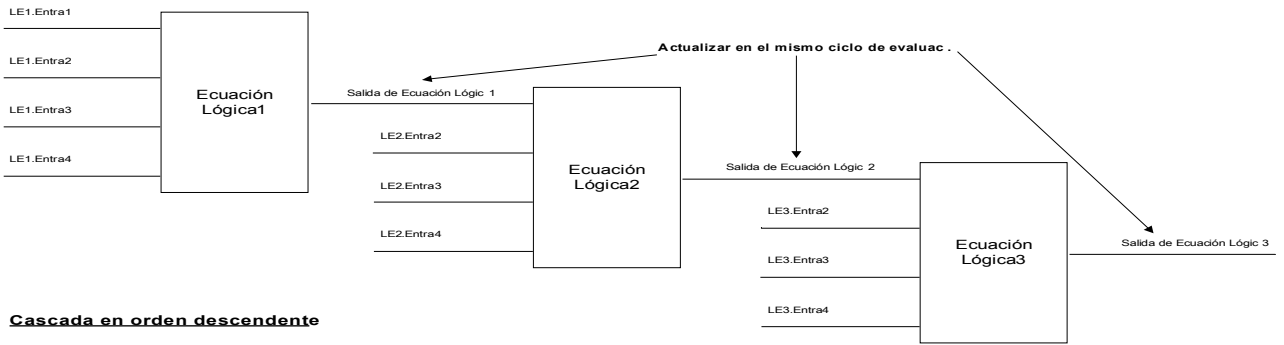 LE1.Entra1
LE1.Entra2
LE1.Entra3
LE1.Entra4
Ecuación
Lógica1
Actualizar en el mismo ciclo de evaluac .
Salida de Ecuación Lógic 1
LE2.Entra2
LE2.Entra3
LE2.Entra4
Ecuación
Lógica2
Salida de Ecuación Lógic 2
LE3.Entra2
LE3.Entra3
LE3.Entra4
Ecuación
Lógica3
Salida de Ecuación Lógic 3
Cascada en orden descendente